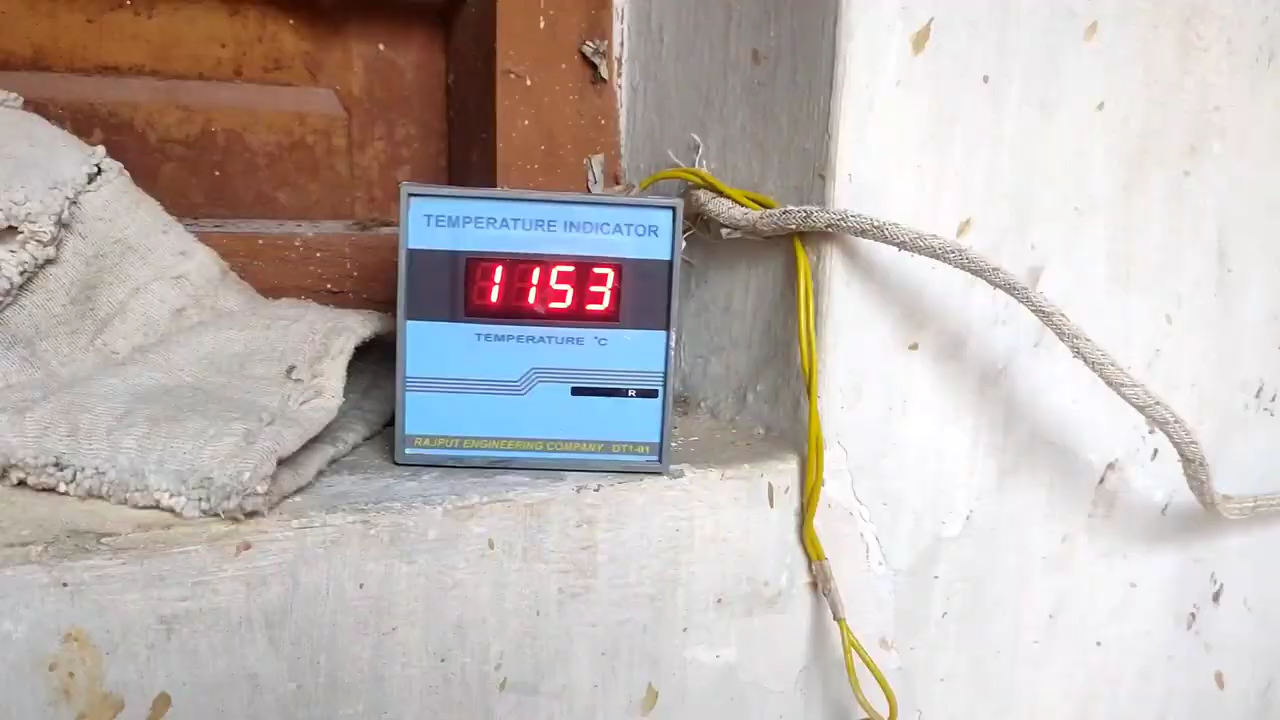 TEMPERATURE INDICATOR
1153
TEMPERATURE °C
R
RAJPUT ENGINEERING COMPANY DT1-01